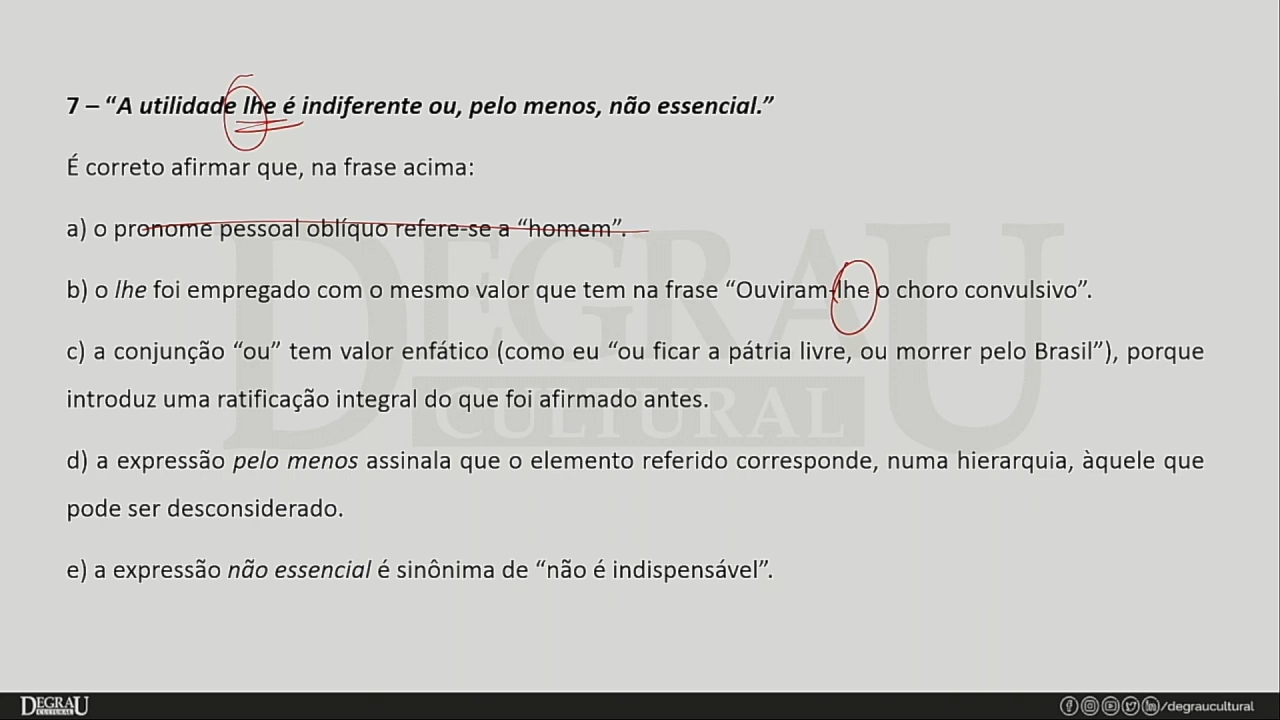 7 – “A utilidade lhe é indiferente ou, pelo menos, não essencial.”
É correto afirmar que, na frase acima:
a) o pronome pessoal oblíquo refere-se a “homem”.
b) o lhe foi empregado com o mesmo valor que tem na frase “Ouviram-lhe o choro convulsivo”.
c) a conjunção “ou” tem valor enfático (como eu “ou ficar a pátria livre, ou morrer pelo Brasil”), porque
introduz uma ratificação integral do que foi afirmado antes.
d) a expressão pelo menos assinala que o elemento referido corresponde, numa hierarquia, àquele que
pode ser desconsiderado.
e) a expressão não essencial é sinônima de “não é indispensável”.
DEGRAU
CULTURAL
DEGRAU
CULTURAL
/degraucultural